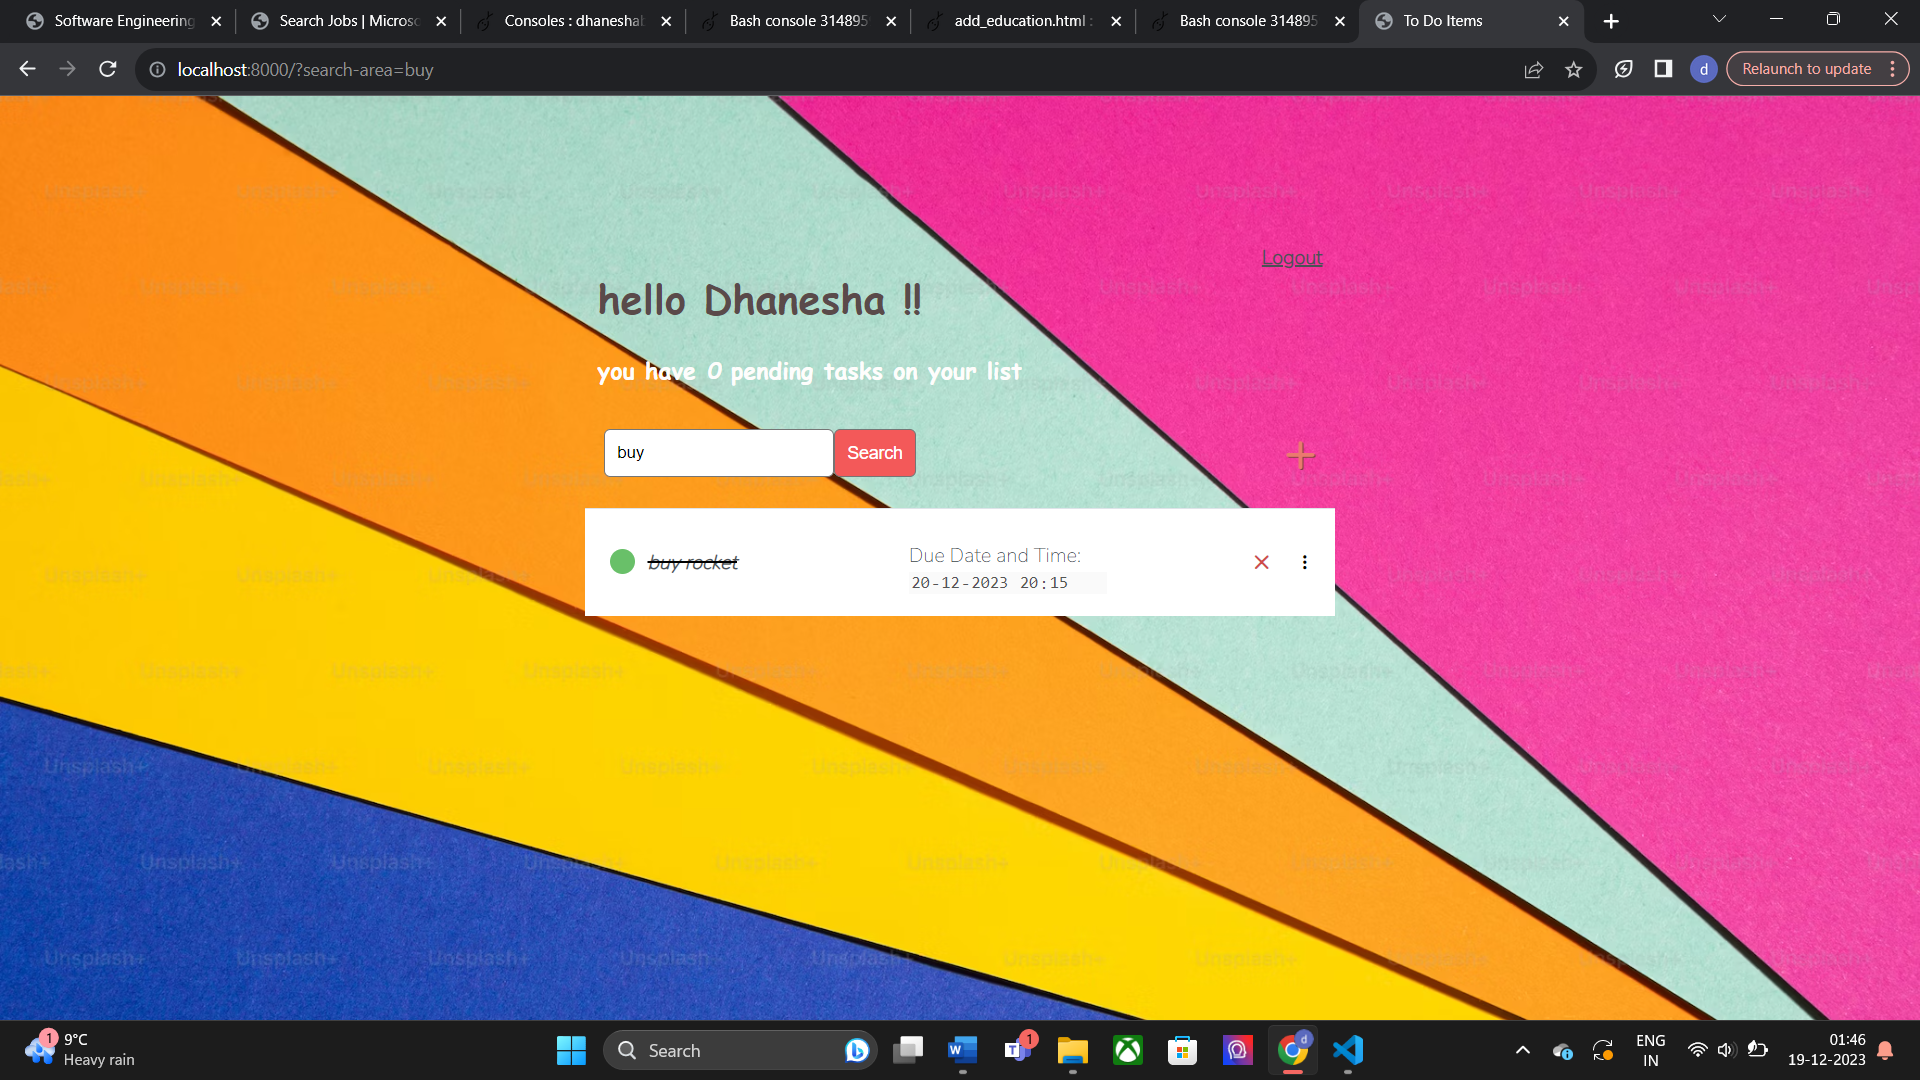 Software Engineering
Search Jobs | Microso
Consoles : dhanesha
Bash console 314895
add_education.html :
Bash console 314895
To Do Items
localhost:8000/?search-area=buy
d
Relaunch to update
Logout
hello Dhanesha !!
you have 0 pending tasks on your list
buy
Search
buy rocket
Due Date and Time:
20-12-2023 20:15
Unsplash+
1
9°C
Heavy rain
Search
1
d
ENG
IN
01:46
19-12-2023